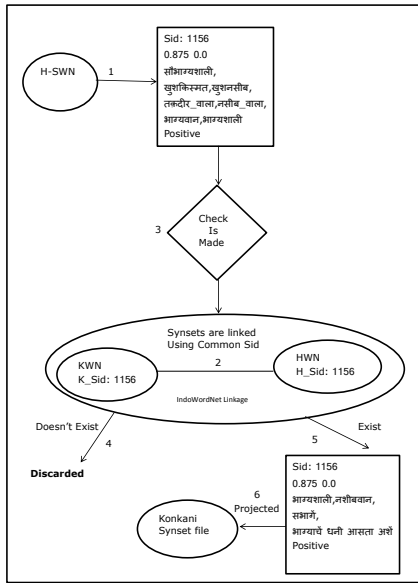 H-SWN
1
Sid: 1156
0.875 0.0
सौभाग्यशाली,
खुशकिस्मत,खुशनसीब,
तक़दीर_वाला,नसीब_वाला,
भाग्यवान,भाग्यशाली
Positive
3
Check
Is
Made
Synsets are linked
Using Common Sid
KWN
K_Sid: 1156
2
HWN
H_Sid: 1156
IndoWordNet Linkage
Doesn't Exist
4
5
Exist
Discarded
Sid: 1156
0.875 0.0
भाग्यशाली,नशीबवान,
सभागें,
भाग्याचें धनी आसता अशें
Positive
6
Projected
Konkani
Synset file